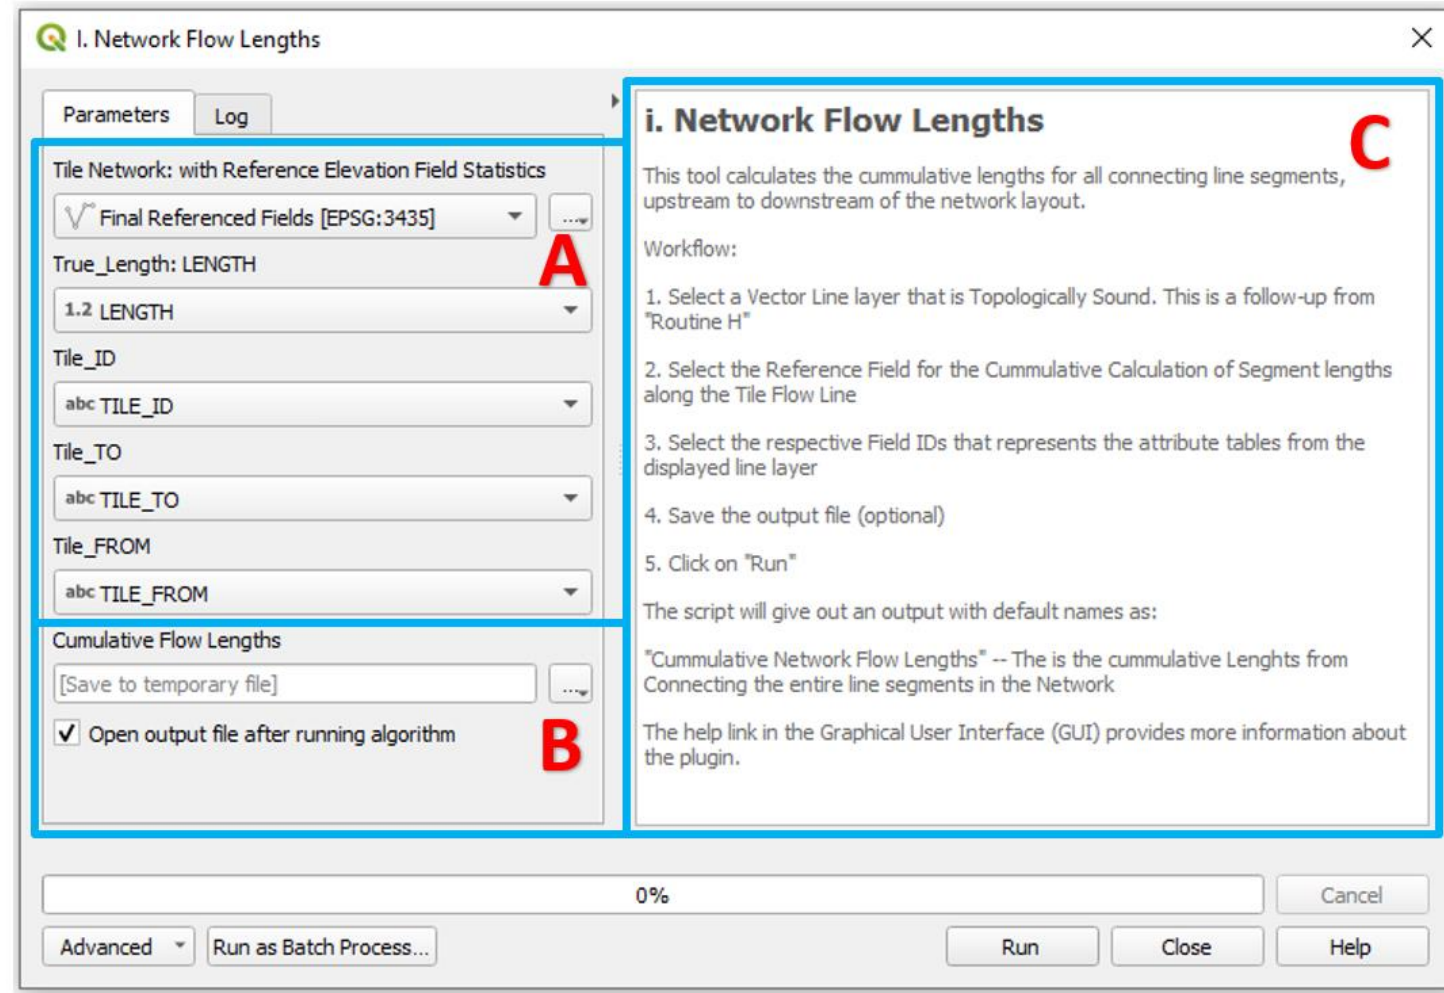 I. Network Flow Lengths
Parameters
Log
Tile Network: with Reference Elevation Field Statistics
Final Referenced Fields [EPSG:3435]
...
A
True_Length: LENGTH
1.2 LENGTH
Tile_ID
abc TILE_ID
Tile_TO
abc TILE_TO
Tile_FROM
abc TILE_FROM
Cumulative Flow Lengths
[Save to temporary file]
...
Open output file after running algorithm
B
i. Network Flow Lengths
C
This tool calculates the cummulative lengths for all connecting line segments,
upstream to downstream of the network layout.
Workflow:
1. Select a Vector Line layer that is Topologically Sound. This is a follow-up from
"Routine H"
2. Select the Reference Field for the Cummulative Calculation of Segment lengths
along the Tile Flow Line
3. Select the respective Field IDs that represents the attribute tables from the
displayed line layer
4. Save the output file (optional)
5. Click on "Run"
The script will give out an output with default names as:
"Cummulative Network Flow Lengths" -- The is the cummulative Lenghts from
Connecting the entire line segments in the Network
The help link in the Graphical User Interface (GUI) provides more information about
the plugin.
0%
Cancel
Advanced
Run as Batch Process...
Run
Close
Help